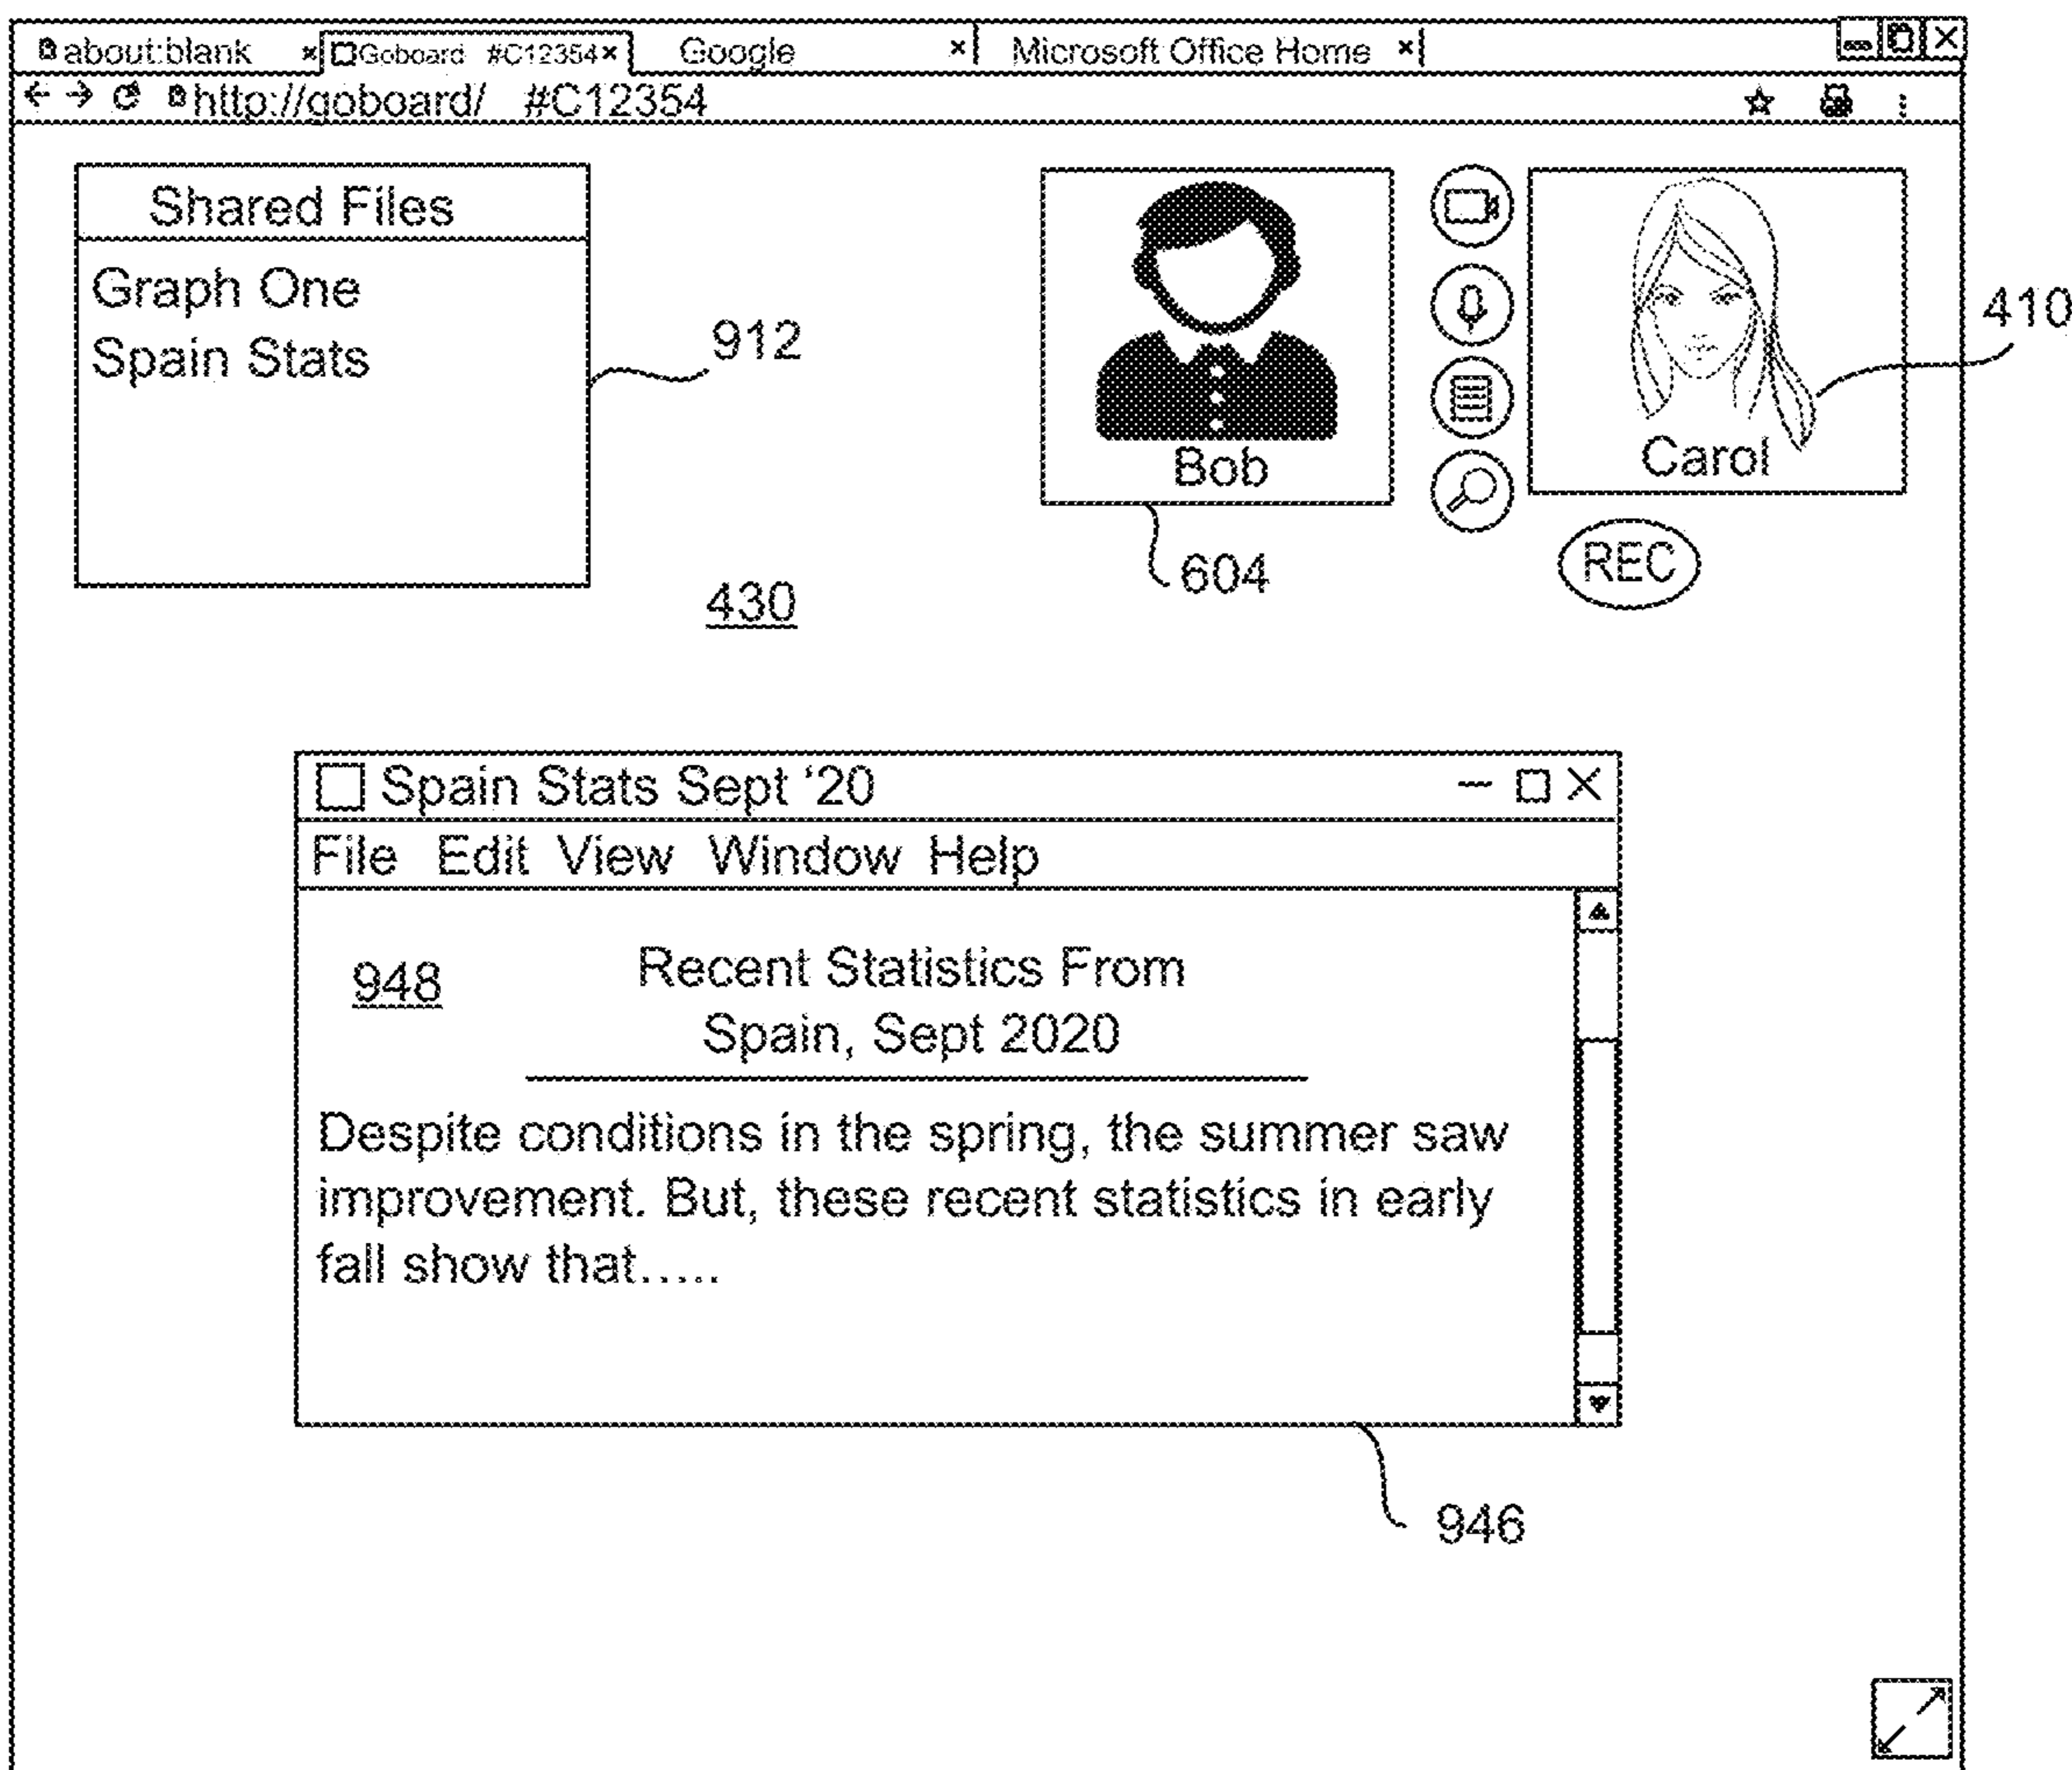 about:blank
Goboard #C12354
Google
Microsoft Office Home
http://goboard/ #C12354
Shared Files
Graph One
Spain Stats
912
430
Bob
604
Carol
410
REC
Spain Stats Sept ‘20
File Edit View Window Help
948
Recent Statistics From
Spain, Sept 2020
Despite conditions in the spring, the summer saw
improvement. But, these recent statistics in early
fall show that.....
946